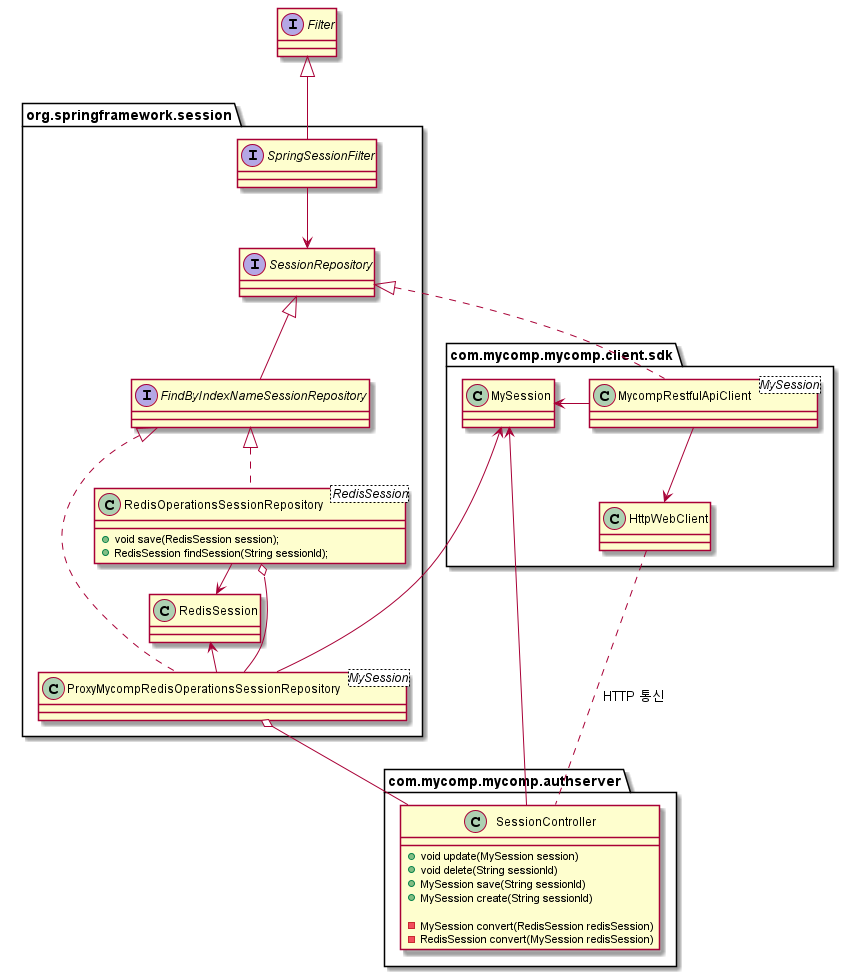 I Filter
org.springframework.session
I SpringSessionFilter
I SessionRepository
com.mycomp.mycomp.client.sdk
I FindByIndexNameSessionRepository
C MySession
C MycompRestfulApiClient MySession
C RedisOperationsSessionRepository RedisSession
void save(RedisSession session);
RedisSession findSession(String sessionId);
C HttpWebClient
C RedisSession
C ProxyMycompRedisOperationsSessionRepository MySession
HTTP 통신
com.mycomp.mycomp.authserver
C SessionController
void update(MySession session)
void delete(String sessionId)
MySession save(String sessionId)
MySession create(String sessionId)
MySession convert(RedisSession redisSession)
RedisSession convert(MySession redisSession)